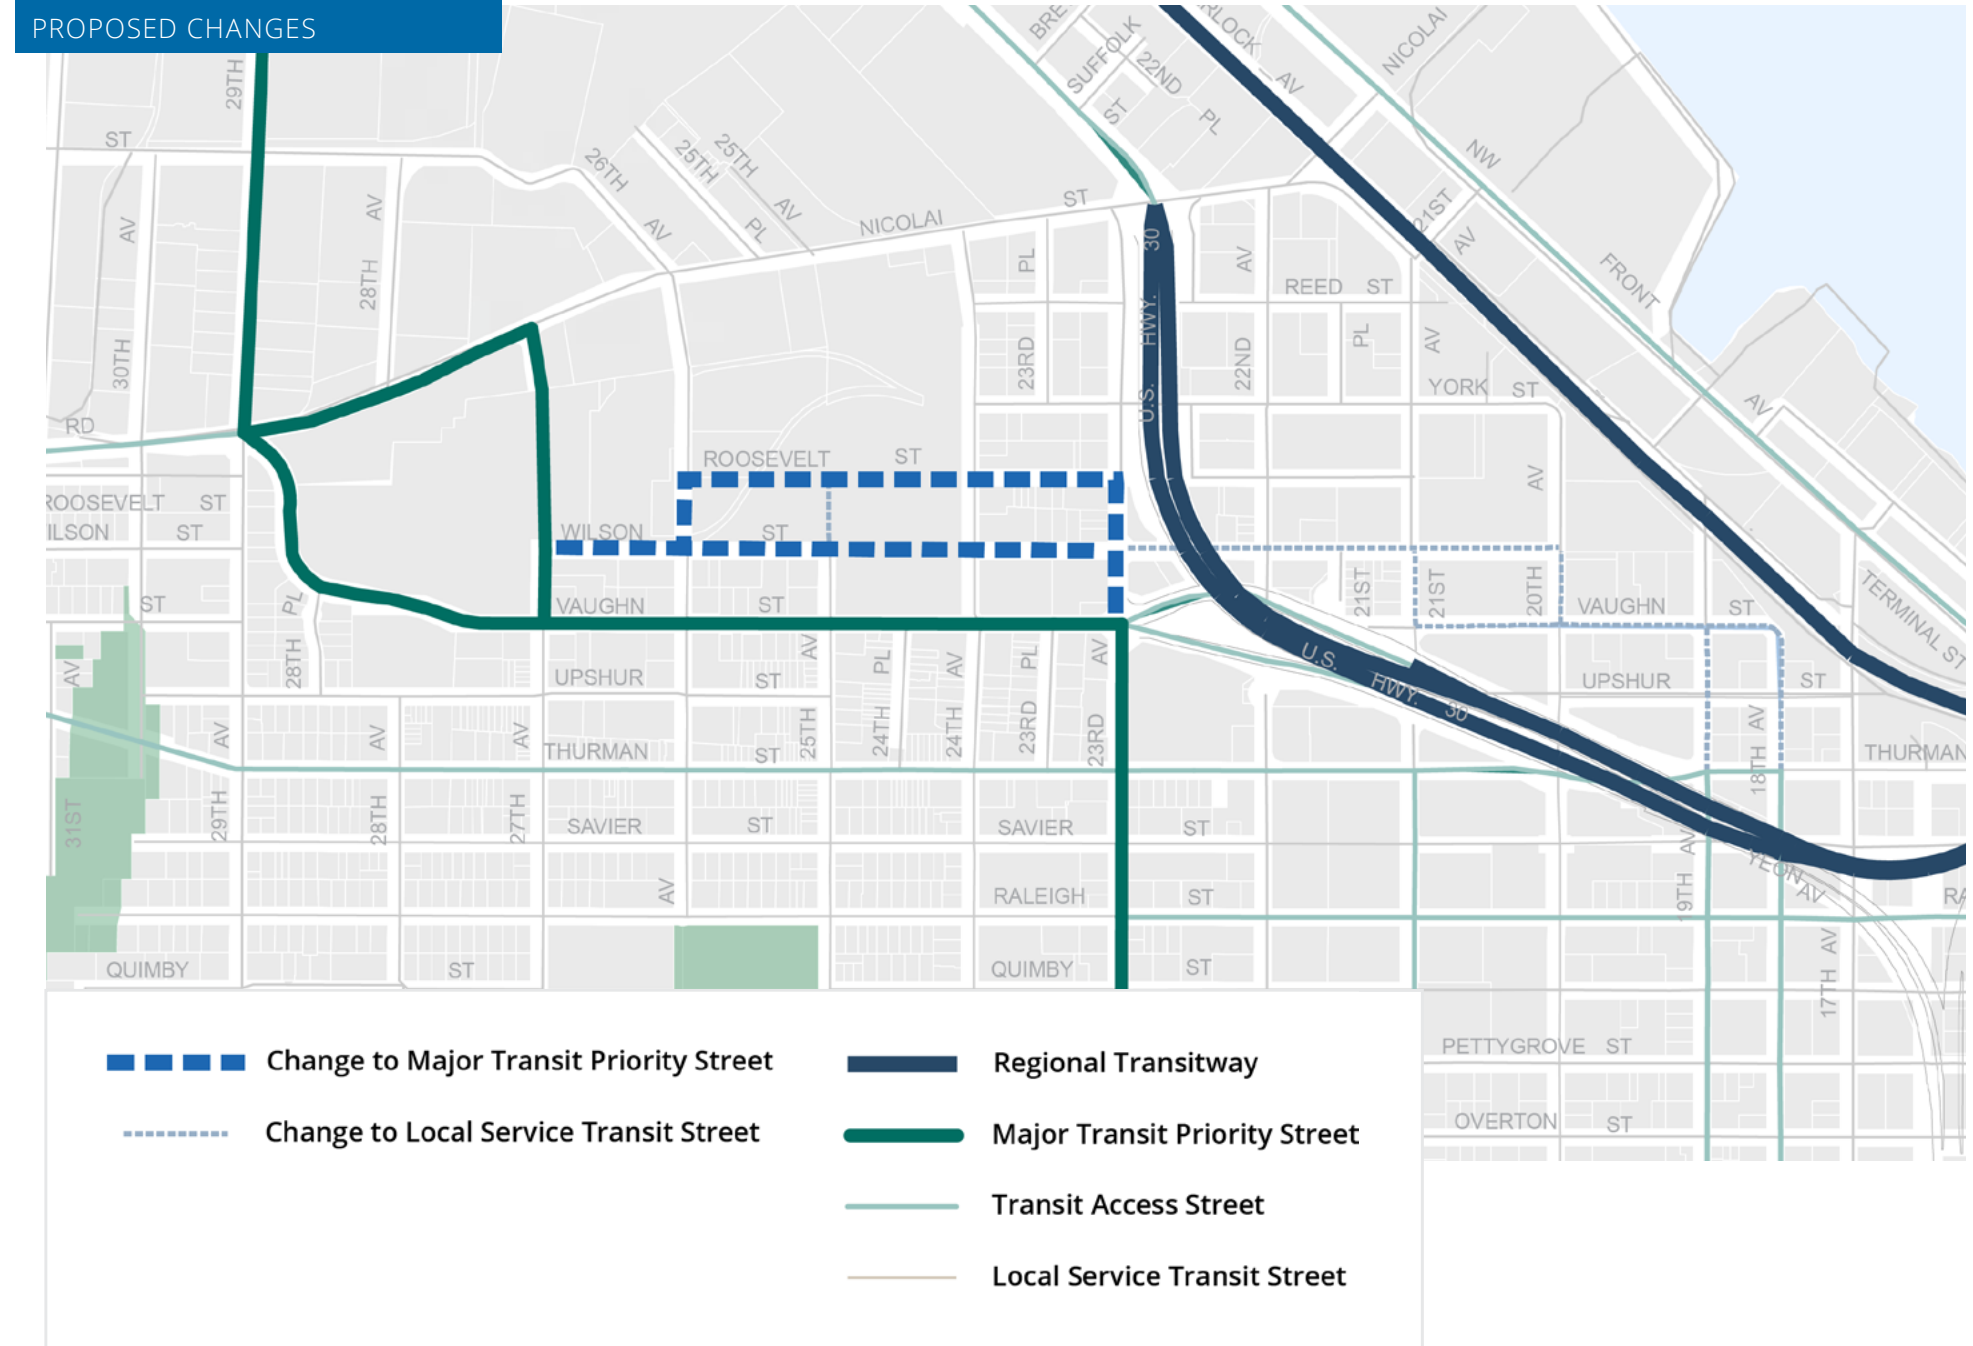 PROPOSED CHANGES
29TH
ST
AV
30TH
AV
28TH
26TH
AV
25TH
PL
25TH
AV
NICOLAI
ST
SUFFOLK
ST
22ND
PL
AV
NICOLAI
NW
FRONT
AV
21ST
AV
30
U.S. HWY.
PL
23RD
AV
22ND
REED ST
PL
AV
YORK ST
RD
ROOSEVELT ST
ROOSEVELT ST
ST
WILSON ST
AV
ST
28TH PL
VAUGHN ST
21ST
21ST
20TH
VAUGHN ST
TERMINAL ST
AV
UPSHUR ST
AV
25TH
PL
24TH
AV
24TH
PL
23RD
AV
23RD
U.S. HWY. 30
UPSHUR ST
29TH AV
28TH AV
27TH AV
THURMAN ST
18TH AV
THURMAN
31ST
SAVIER ST
SAVIER ST
19TH AV
YEON AV
AV
RALEIGH ST
QUIMBY ST
QUIMBY ST
17TH AV
PETTYGROVE ST
OVERTON ST
Change to Major Transit Priority Street
Change to Local Service Transit Street
Regional Transitway
Major Transit Priority Street
Transit Access Street
Local Service Transit Street